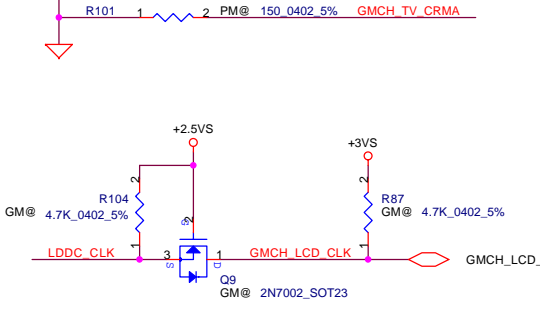 R101 1 2 PM@ 150_0402_5% GMCH_TV_CRMA
+2.5VS
+3VS
2 2
R104 R87
GM@ 4.7K_0402_5% 2 GM@ 4.7K_0402_5%
G
1 1
LDDC_CLK 3 1 GMCH_LCD_CLK GMCH_LCD_
S D
Q9
GM@ 2N7002_SOT23